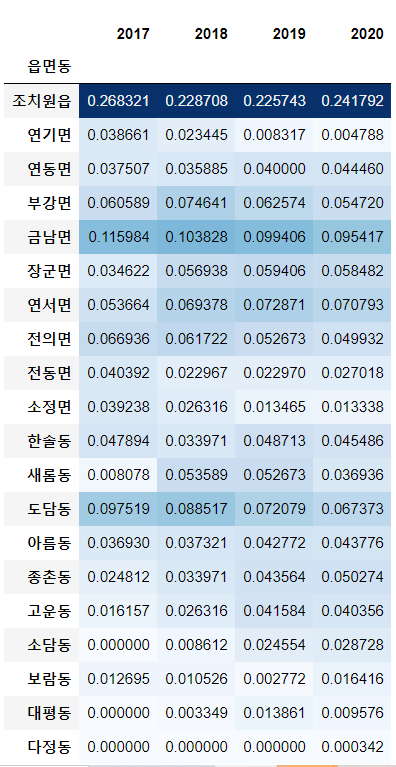 2017 2018 2019 2020
읍면동
조치원읍 0.268321 0.228708 0.225743 0.241792
연기면 0.038661 0.023445 0.008317 0.004788
연동면 0.037507 0.035885 0.040000 0.044460
부강면 0.060589 0.074641 0.062574 0.054720
금남면 0.115984 0.103828 0.099406 0.095417
장군면 0.034622 0.056938 0.059406 0.058482
연서면 0.053664 0.069378 0.072871 0.070793
전의면 0.066936 0.061722 0.052673 0.049932
전동면 0.040392 0.022967 0.022970 0.027018
소정면 0.039238 0.026316 0.013465 0.013338
한솔동 0.047894 0.033971 0.048713 0.045486
새롬동 0.008078 0.053589 0.052673 0.036936
도담동 0.097519 0.088517 0.072079 0.067373
아름동 0.036930 0.037321 0.042772 0.043776
종촌동 0.024812 0.033971 0.043564 0.050274
고운동 0.016157 0.026316 0.041584 0.040356
소담동 0.000000 0.008612 0.024554 0.028728
보람동 0.012695 0.010526 0.002772 0.016416
대평동 0.000000 0.003349 0.013861 0.009576
다정동 0.000000 0.000000 0.000000 0.000342